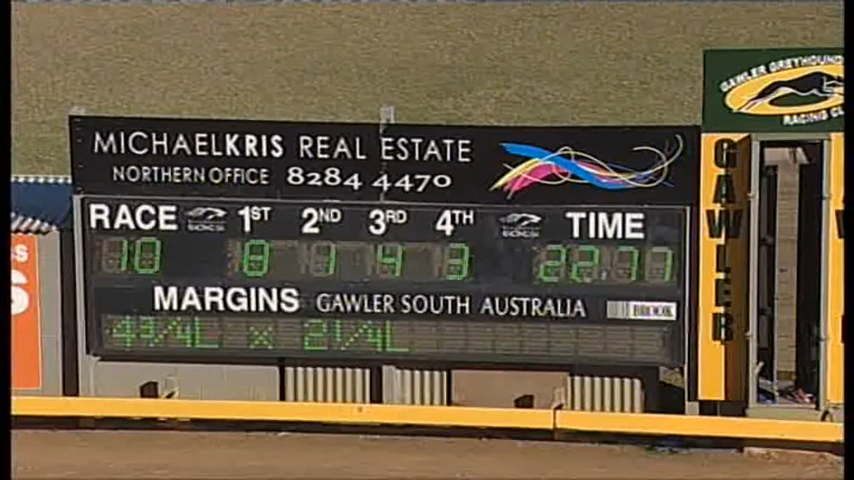 GAWLER GREYHOUND
RACING CL
MICHAELKRIS REAL ESTATE
NORTHERN OFFICE 8284 4470
RACE 1ST 2ND 3RD 4TH TIME
10 8 1 4 3 22.77
MARGINS GAWLER SOUTH AUSTRALIA
4 3/4L x 2 1/4L
GAWLER
S
S